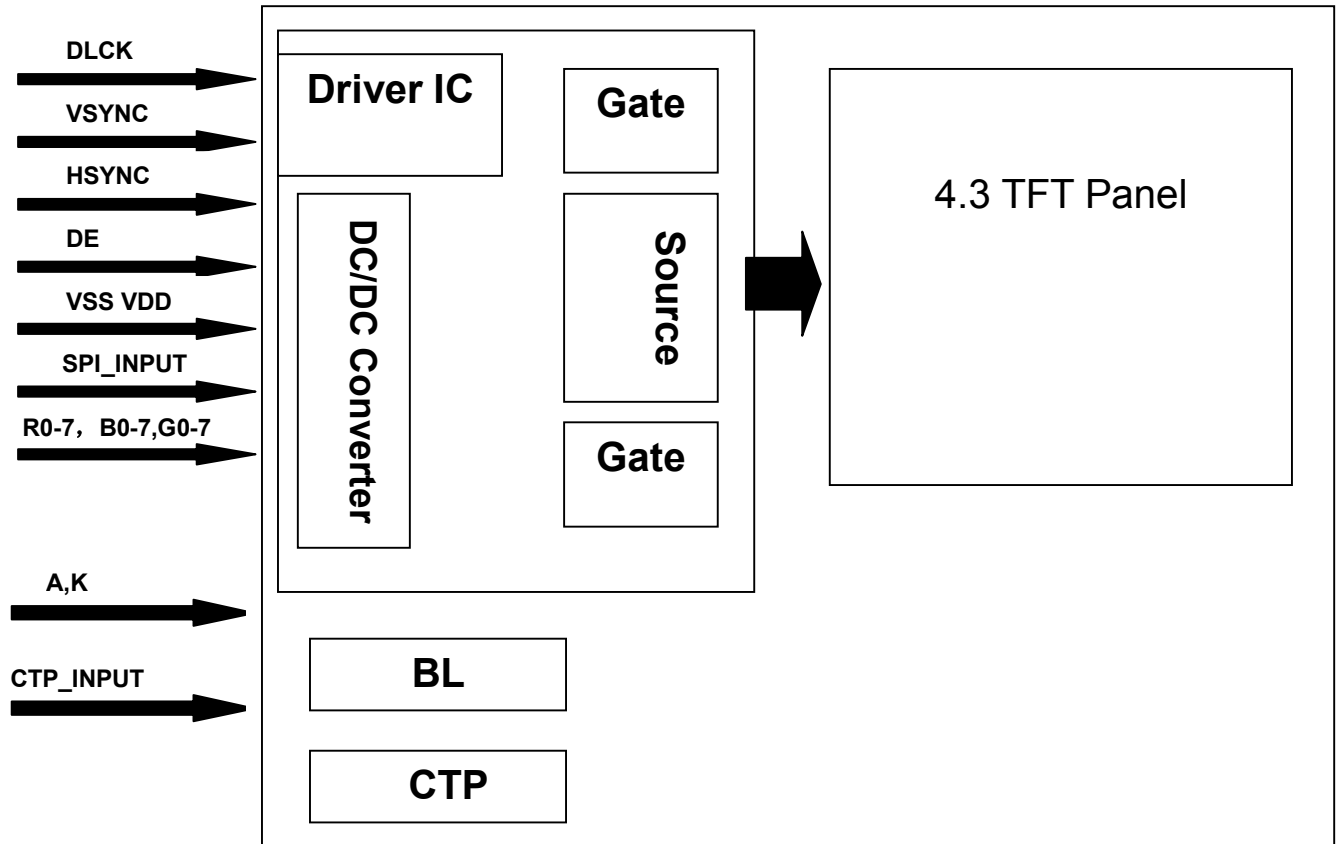 DLCK
VSYNC
HSYNC
DE
VSS VDD
SPI_INPUT
R0-7，B0-7,G0-7
A,K
CTP_INPUT
Driver IC
DC/DC Converter
Gate
Source
Gate
4.3 TFT Panel
BL
CTP